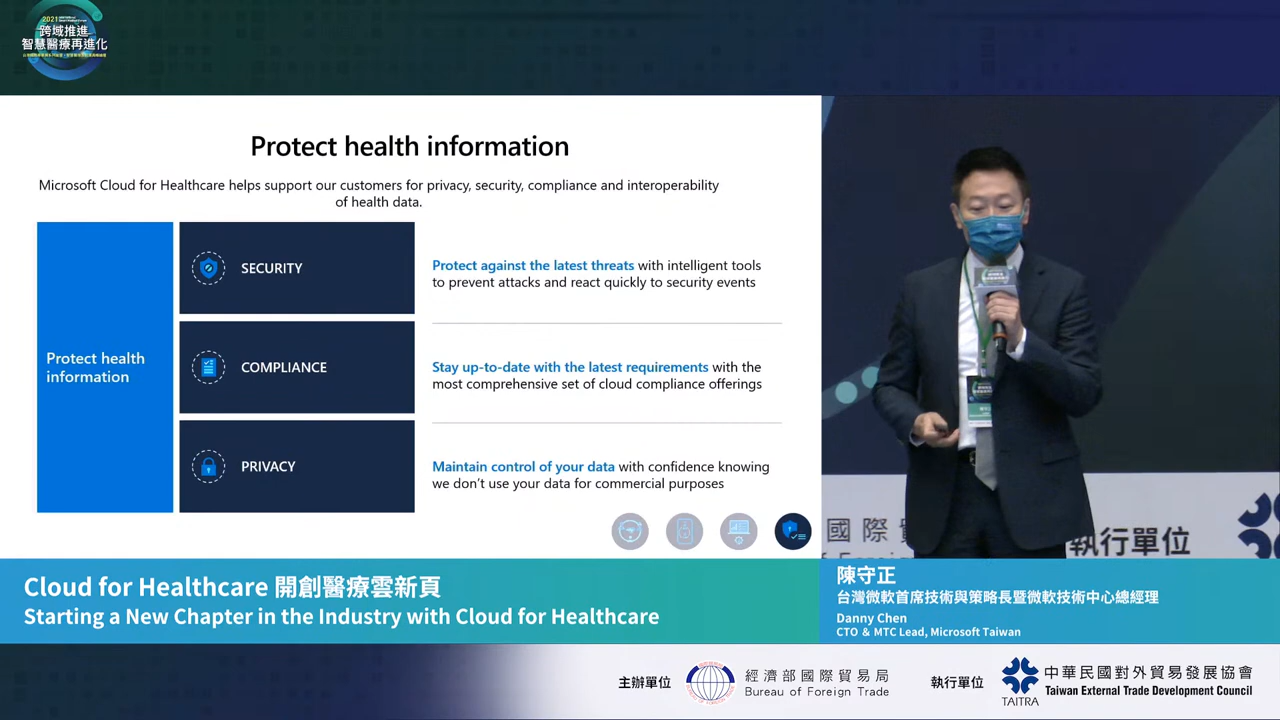 2021
跨域推進
智慧醫療再進化
Protect health information
Microsoft Cloud for Healthcare helps support our customers for privacy, security, compliance and interoperability
of health data.
Protect health
information
SECURITY
Protect against the latest threats with intelligent tools
to prevent attacks and react quickly to security events
COMPLIANCE
Stay up-to-date with the latest requirements with the
most comprehensive set of cloud compliance offerings
PRIVACY
Maintain control of your data with confidence knowing
we don't use your data for commercial purposes
國際貿
of Foreign
執行單位
Cloud for Healthcare 開創醫療雲新頁
Starting a New Chapter in the Industry with Cloud for Healthcare
陳守正
台灣微軟首席技術與策略長暨微軟技術中心總經理
Danny Chen
CTO & MTC Lead, Microsoft Taiwan
主辦單位
經濟部國際貿易局
Bureau of Foreign Trade
執行單位
TAITRA
中華民國對外貿易發展協會
Taiwan External Trade Development Council